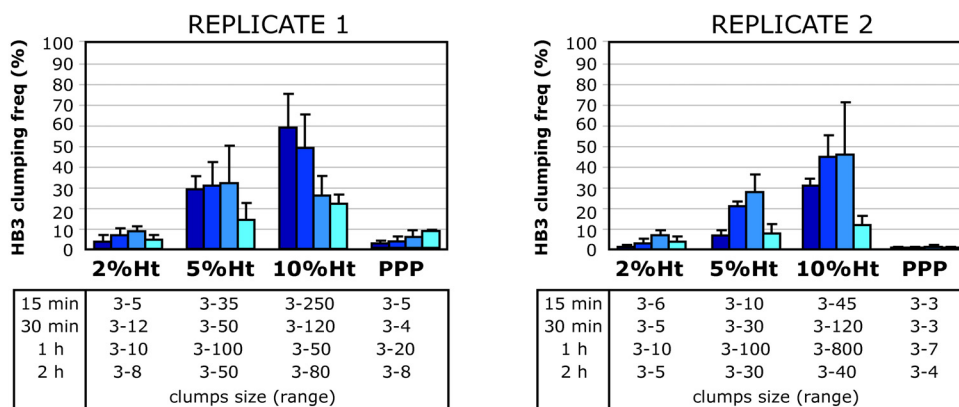 REPLICATE 1
HB3 clumping freq (%)
100
90
80
70
60
50
40
30
20
10
0
2%Ht 5%Ht 10%Ht PPP
15 min 3-5 3-35 3-250 3-5
30 min 3-12 3-50 3-120 3-4
1 h 3-10 3-100 3-50 3-20
2 h 3-8 3-50 3-80 3-8
clumps size (range)
REPLICATE 2
HB3 clumping freq (%)
100
90
80
70
60
50
40
30
20
10
0
2%Ht 5%Ht 10%Ht PPP
15 min 3-6 3-10 3-45 3-3
30 min 3-5 3-30 3-120 3-3
1 h 3-10 3-100 3-800 3-7
2 h 3-5 3-30 3-40 3-4
clumps size (range)